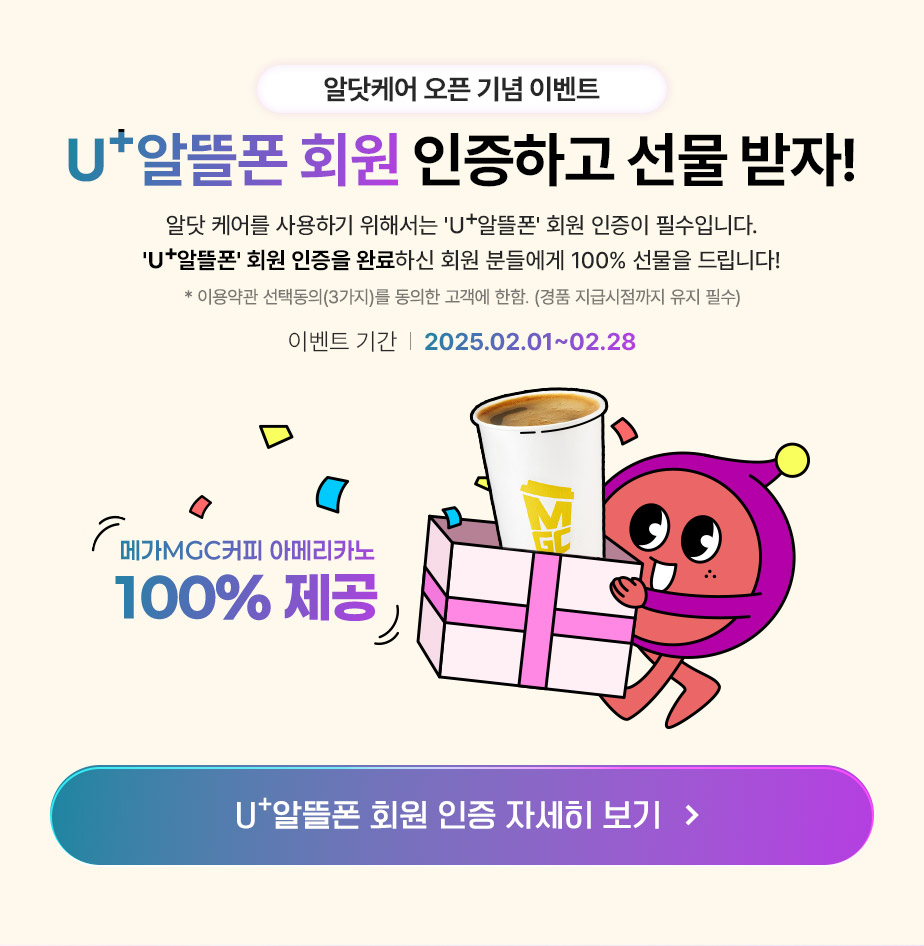 알닷케어 오픈 기념 이벤트
U⁺알뜰폰 회원 인증하고 선물 받자!
알닷 케어를 사용하기 위해서는 'U⁺알뜰폰' 회원 인증이 필수입니다.
'U⁺알뜰폰' 회원 인증을 완료하신 회원 분들에게 100% 선물을 드립니다!
* 이용약관 선택동의(3가지)를 동의한 고객에 한함. (경품 지급시점까지 유지 필수)
이벤트 기간 | 2025.02.01~02.28
M
GC
메가MGC커피 아메리카노
100% 제공
U⁺알뜰폰 회원 인증 자세히 보기 >